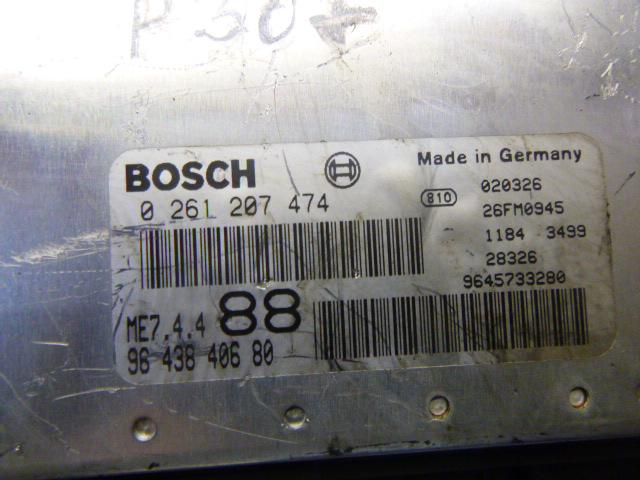 P307
BOSCH
Made in Germany
0 261 207 474
810
020326
26FM0945
1184 3499
28326
9645733280
ME7.4.4
88
96 438 406 80